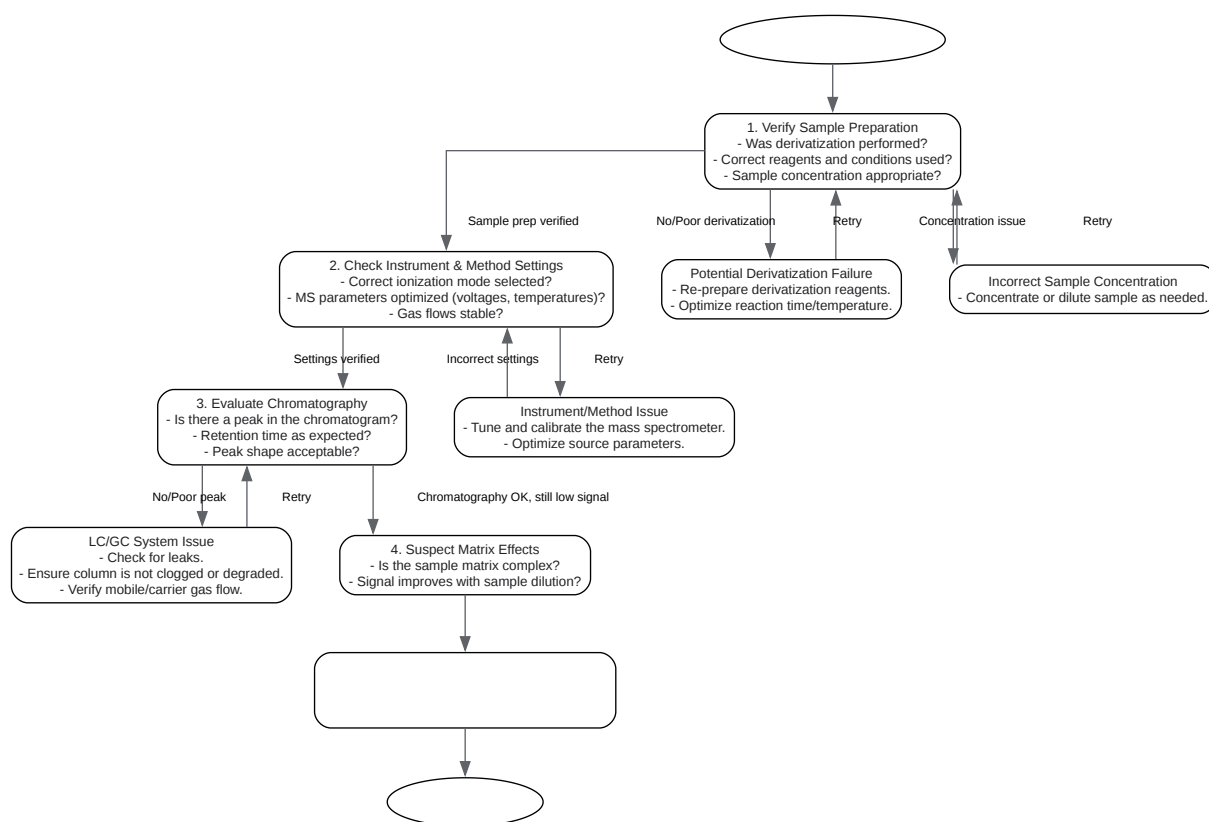 1. Verify Sample Preparation
- Was derivatization performed?
- Correct reagents and conditions used?
- Sample concentration appropriate?
Sample prep verified
No/Poor derivatization
Retry
Concentration issue
Retry
2. Check Instrument & Method Settings
- Correct ionization mode selected?
- MS parameters optimized (voltages, temperatures)?
- Gas flows stable?
Potential Derivatization Failure
- Re-prepare derivatization reagents.
- Optimize reaction time/temperature.
Incorrect Sample Concentration
- Concentrate or dilute sample as needed.
Settings verified
Incorrect settings
Retry
3. Evaluate Chromatography
- Is there a peak in the chromatogram?
- Retention time as expected?
- Peak shape acceptable?
Instrument/Method Issue
- Tune and calibrate the mass spectrometer.
- Optimize source parameters.
No/Poor peak
Retry
Chromatography OK, still low signal
LC/GC System Issue
- Check for leaks.
- Ensure column is not clogged or degraded.
- Verify mobile/carrier gas flow.
4. Suspect Matrix Effects
- Is the sample matrix complex?
- Signal improves with sample dilution?